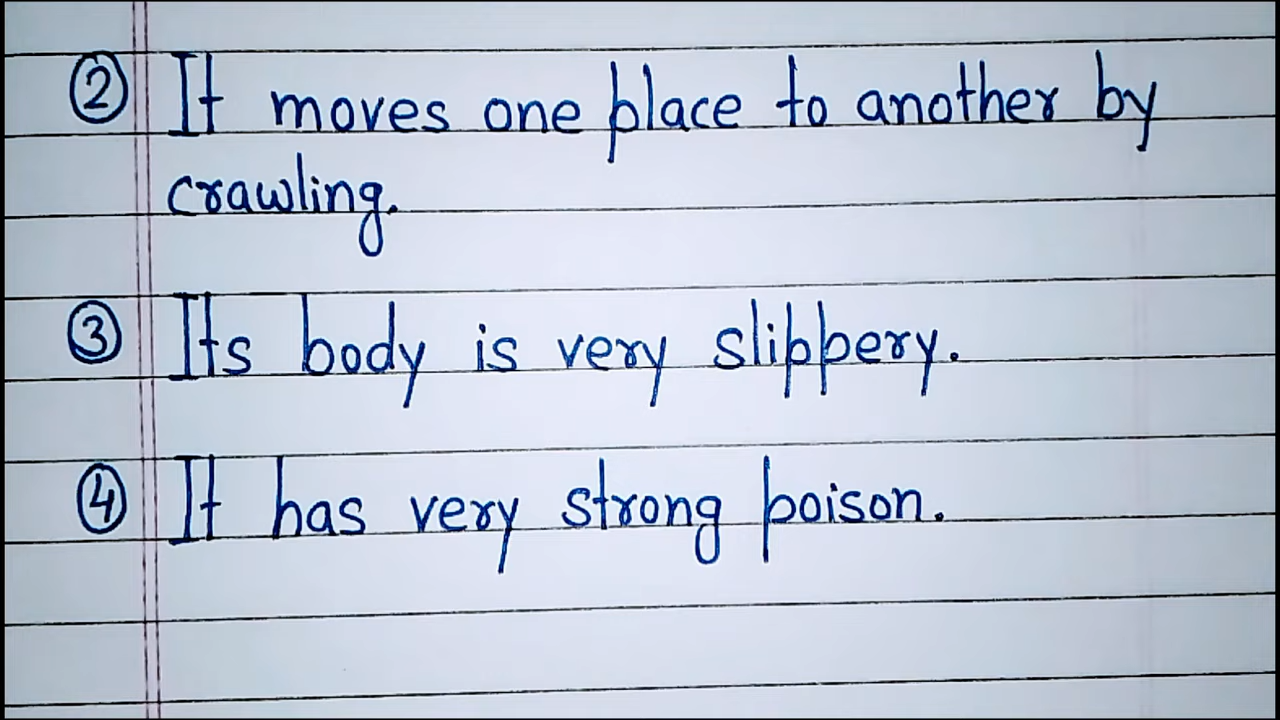 ② It moves one place to another by
crawling.
③ Its body is very slippery.
④ It has very strong poison.